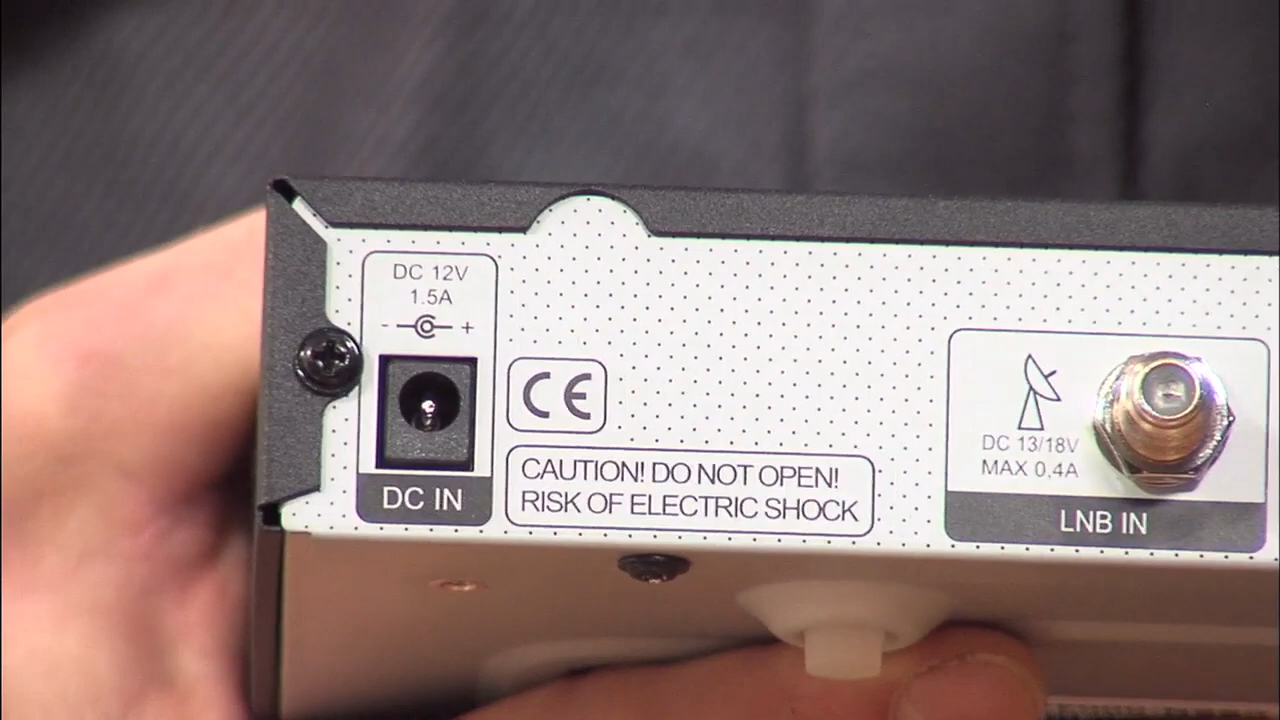 DC 12V
1.5A
- +
DC IN
CE
CAUTION! DO NOT OPEN!
RISK OF ELECTRIC SHOCK
DC 13/18V
MAX 0,4A
LNB IN